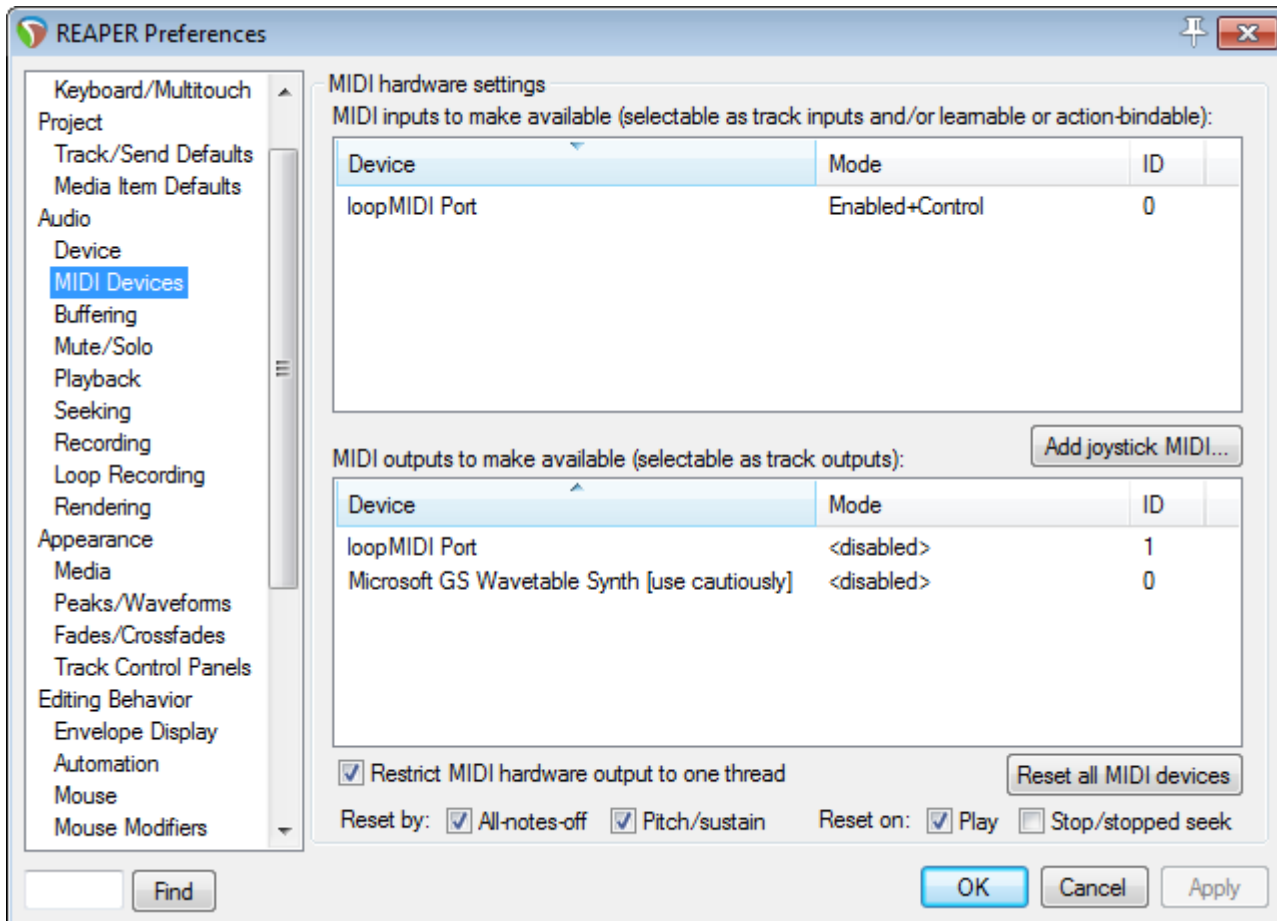 REAPER Preferences
Keyboard/Multitouch
Project
Track/Send Defaults
Media Item Defaults
Audio
Device
MIDI Devices
Buffering
Mute/Solo
Playback
Seeking
Recording
Loop Recording
Rendering
Appearance
Media
Peaks/Waveforms
Fades/Crossfades
Track Control Panels
Editing Behavior
Envelope Display
Automation
Mouse
Mouse Modifiers
Find
MIDI hardware settings
MIDI inputs to make available (selectable as track inputs and/or learnable or action-bindable):
Device Mode ID
loopMIDI Port Enabled+Control 0
Add joystick MIDI...
MIDI outputs to make available (selectable as track outputs):
Device Mode ID
loopMIDI Port <disabled> 1
Microsoft GS Wavetable Synth [use cautiously] <disabled> 0
Restrict MIDI hardware output to one thread Reset all MIDI devices
Reset by: All-notes-off Pitch/sustain Reset on: Play Stop/stopped seek
OK Cancel Apply